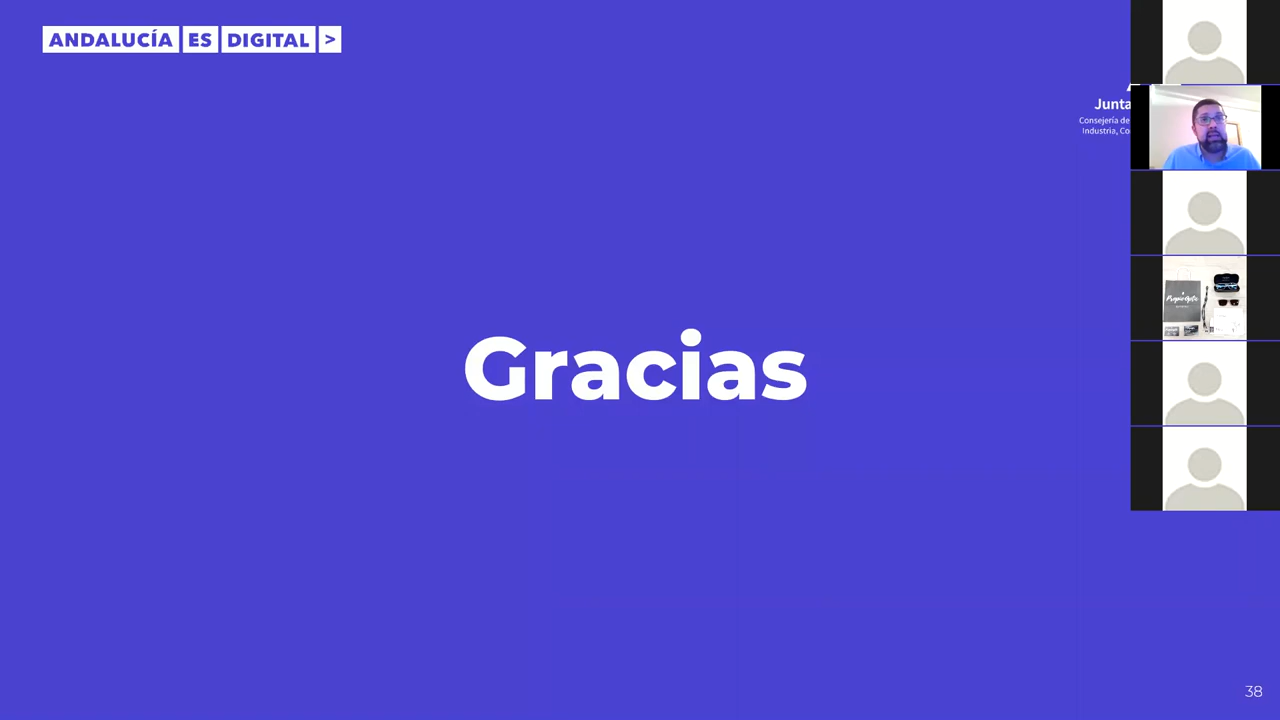 ANDALUCÍA ES DIGITAL >
Junta
Consejería de
Industria, Co
Gracias
38